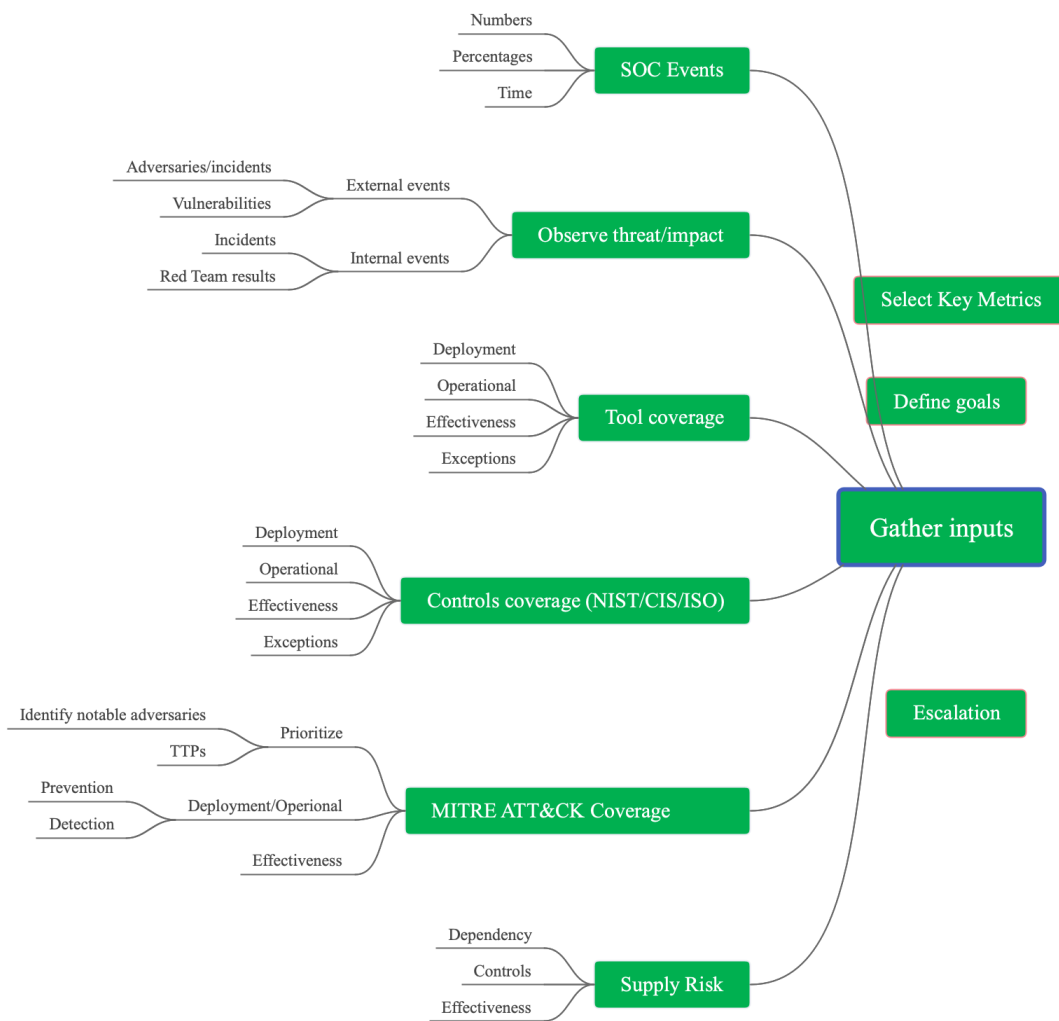 Numbers
Percentages
Time
SOC Events
Adversaries/incidents
Vulnerabilities
External events
Incidents
Red Team results
Internal events
Observe threat/impact
Select Key Metrics
Deployment
Operational
Effectiveness
Exceptions
Tool coverage
Define goals
Gather inputs
Deployment
Operational
Effectiveness
Exceptions
Controls coverage (NIST/CIS/ISO)
Escalation
Identify notable adversaries
TTPs
Prioritize
Prevention
Detection
Deployment/Operional
Effectiveness
MITRE ATT&CK Coverage
Dependency
Controls
Effectiveness
Supply Risk